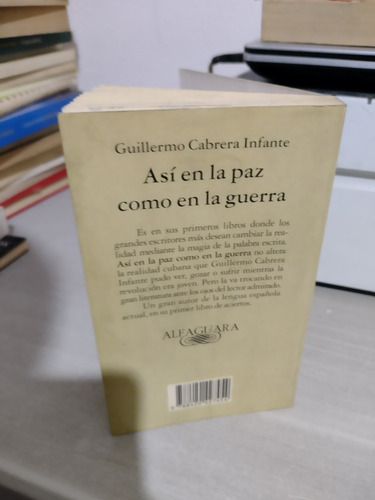 Guillermo Cabrera Infante
Así en la paz
como en la guerra
Es en sus primeros libros donde los
grandes escritores más desean cambiar la rea-
lidad mediante la magia de la palabra escrita.
Así en la paz como en la guerra no altera
la realidad cubana que Guillermo Cabrera
Infante pudo ver, gozar o sufrir mientras la
revolución era joven. Pero la va trocando en
gran literatura ante los ojos del lector admirado.
Un gran autor de la lengua española
actual, en su primer libro de aciertos.
ALFAGUARA